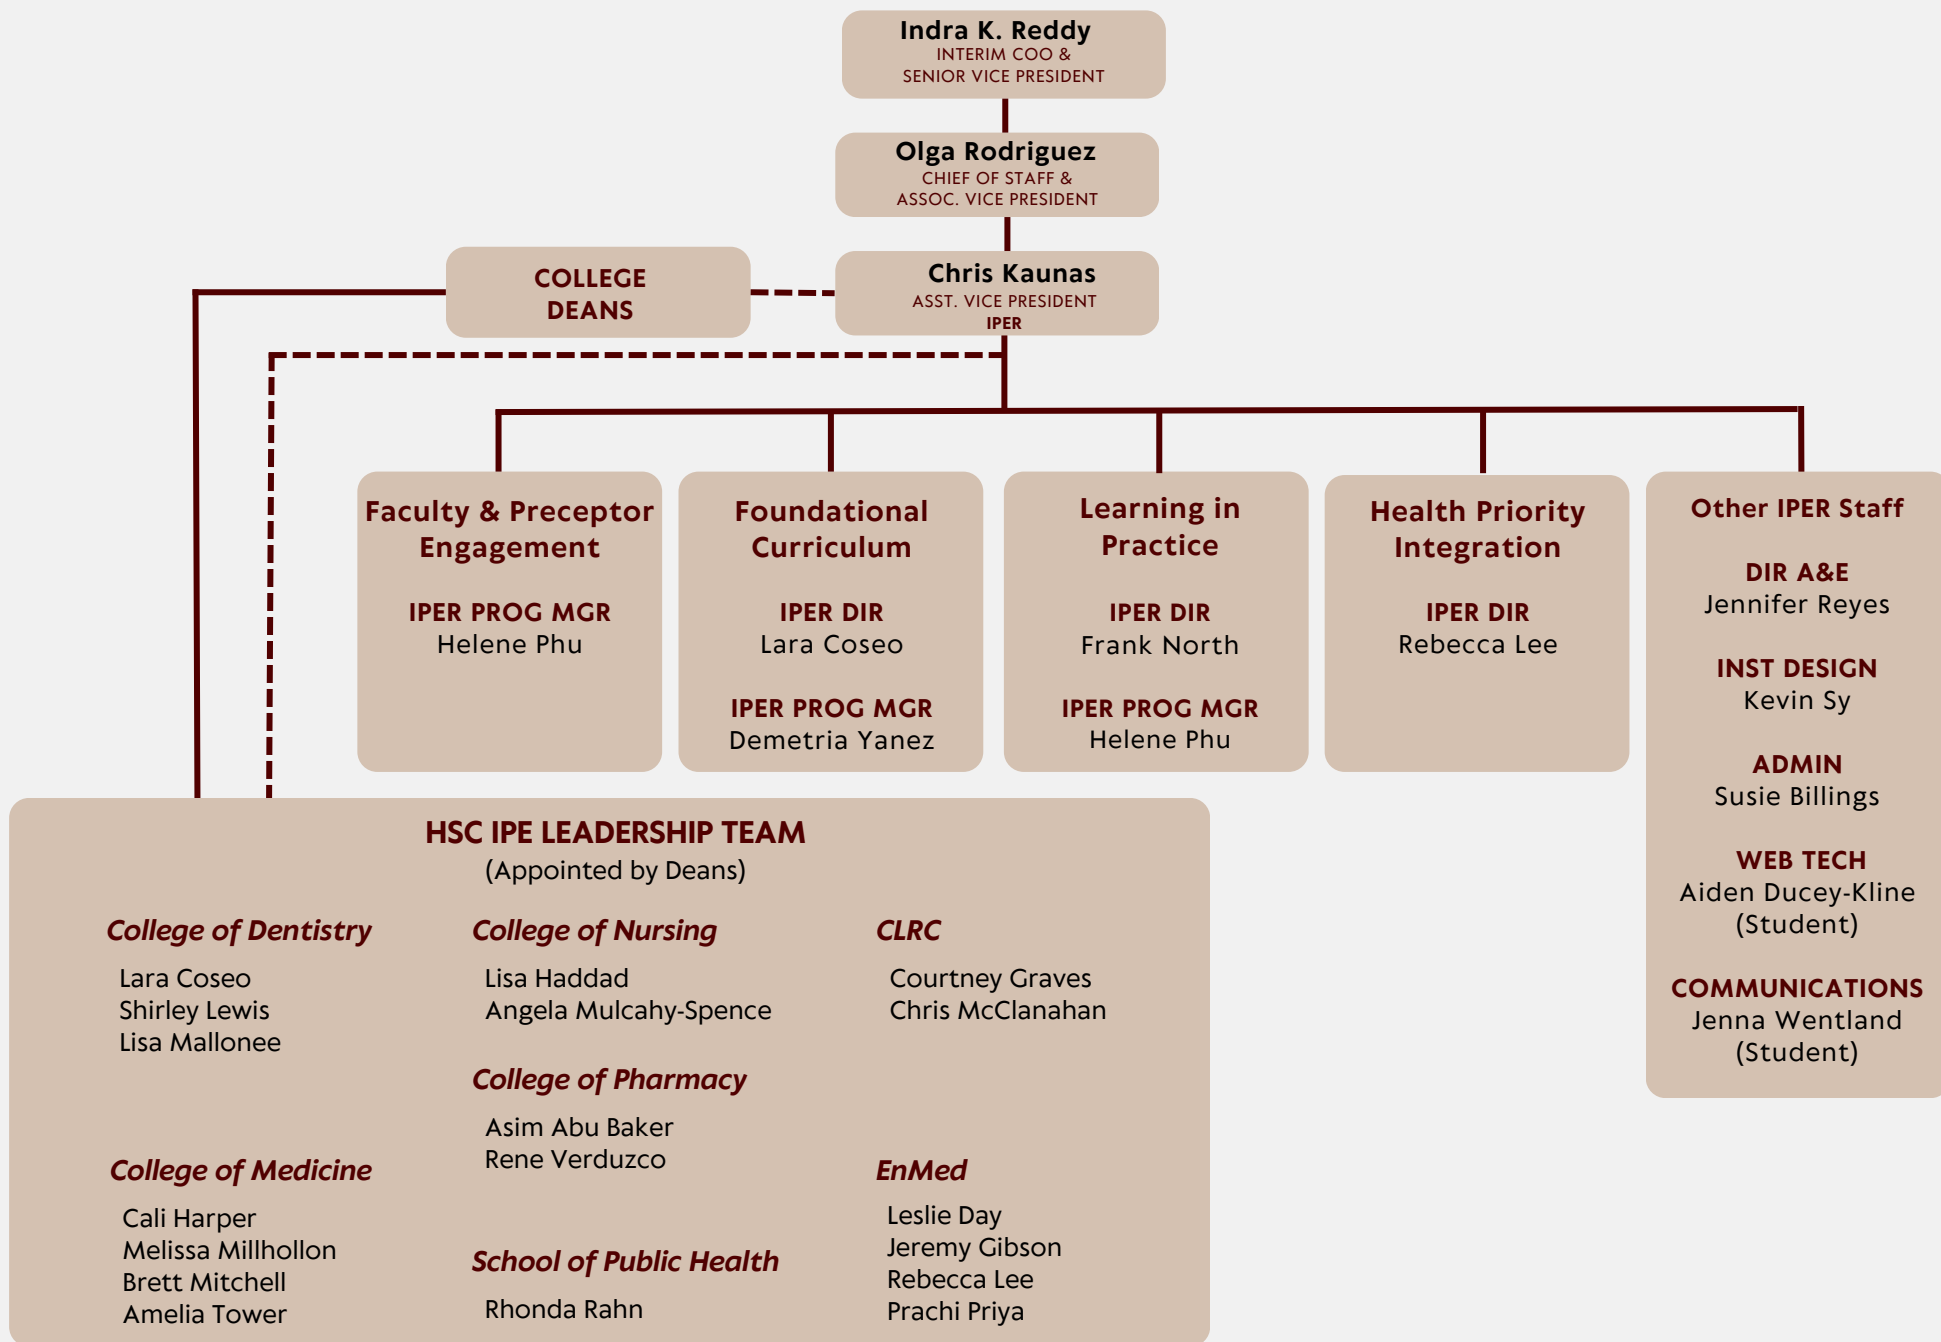 Indra K. Reddy
INTERIM COO &
SENIOR VICE PRESIDENT
Olga Rodriguez
CHIEF OF STAFF &
ASSOC. VICE PRESIDENT
COLLEGE
DEANS
Chris Kaunas
ASST. VICE PRESIDENT
IPER
Faculty & Preceptor
Engagement
IPER PROG MGR
Helene Phu
Foundational
Curriculum
IPER DIR
Lara Coseo
IPER PROG MGR
Demetria Yanez
Learning in
Practice
IPER DIR
Frank North
IPER PROG MGR
Helene Phu
Health Priority
Integration
IPER DIR
Rebecca Lee
Other IPER Staff
DIR A&E
Jennifer Reyes
INST DESIGN
Kevin Sy
ADMIN
Susie Billings
WEB TECH
Aiden Ducey-Kline
(Student)
COMMUNICATIONS
Jenna Wentland
(Student)
HSC IPE LEADERSHIP TEAM
(Appointed by Deans)
College of Dentistry
Lara Coseo
Shirley Lewis
Lisa Mallonee
College of Medicine
Cali Harper
Melissa Millhollon
Brett Mitchell
Amelia Tower
College of Nursing
Lisa Haddad
Angela Mulcahy-Spence
College of Pharmacy
Asim Abu Baker
Rene Verduzco
School of Public Health
Rhonda Rahn
CLRC
Courtney Graves
Chris McClanahan
EnMed
Leslie Day
Jeremy Gibson
Rebecca Lee
Prachi Priya